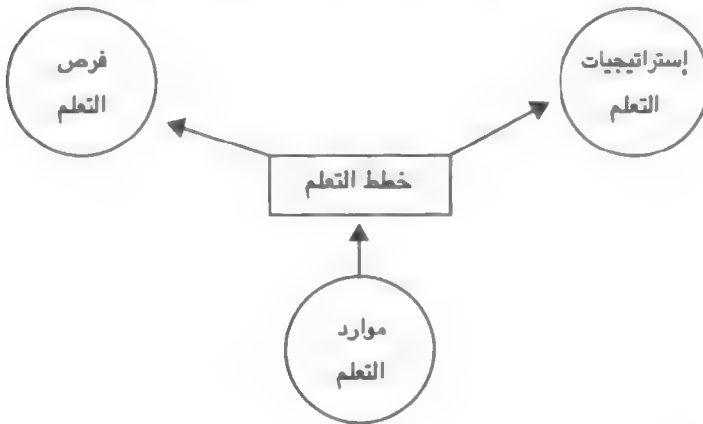 إستراتيجيات
التعلم
فرص
التعلم
خطط التعلم
موارد
التعلم